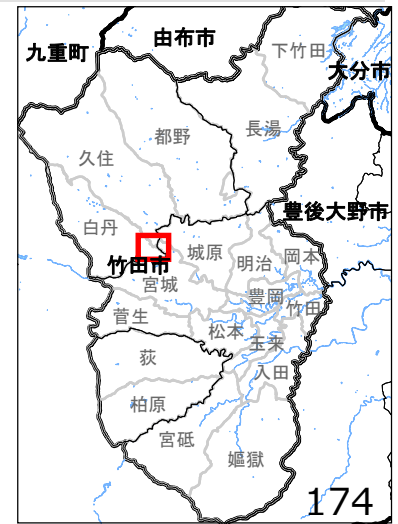 由布市
九重町
下竹田
大分市
長湯
都野
久住
豊後大野市
白丹
城原
岡本
明治
竹田市
宮城
豊岡
竹田
菅生
松本
玉来
荻
入田
柏原
宮砥
嫗獄
174